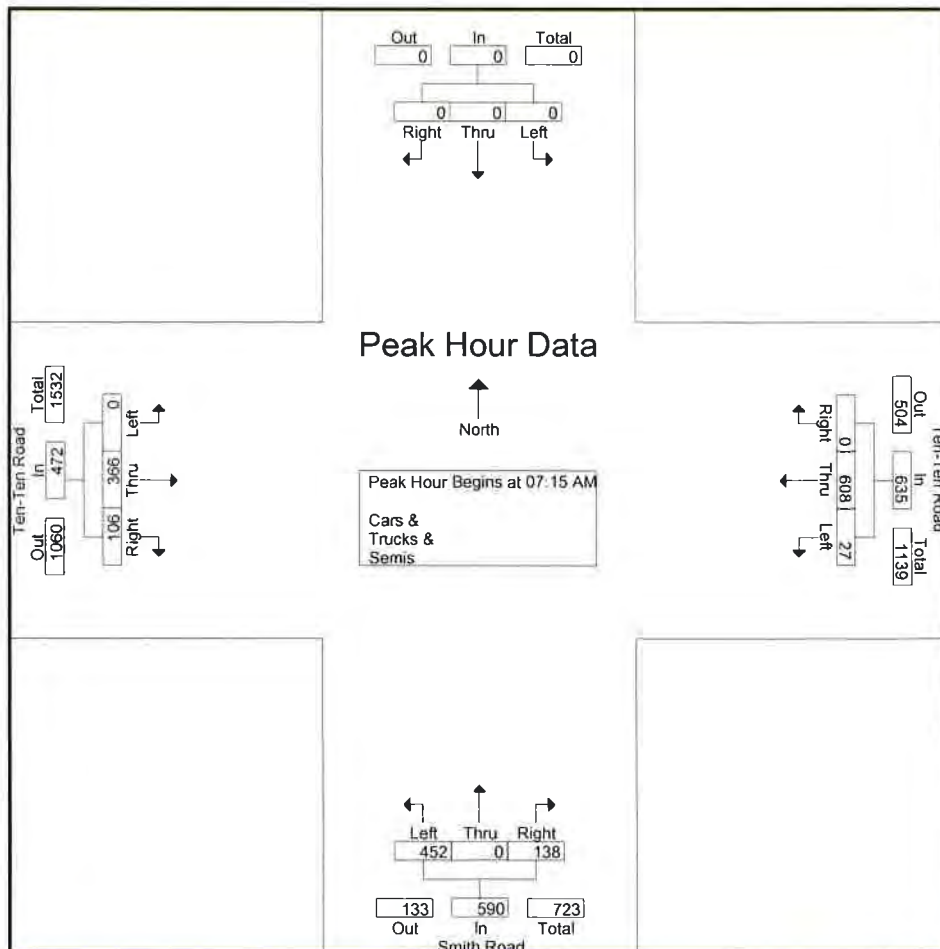 Out In Total
0 0 0
0 0 0
Right Thru Left
Peak Hour Data
North
Peak Hour Begins at 07:15 AM
Cars &
Trucks &
Semis
Ten-Ten Road
Total In Out
1532 472 1060
0 366 106
Left Thru Right
Ten-Ten Road
Out In Total
504 635 1139
0 608 27
Right Thru Left
Left Thru Right
452 0 138
133 590 723
Out In Total
Smith Road